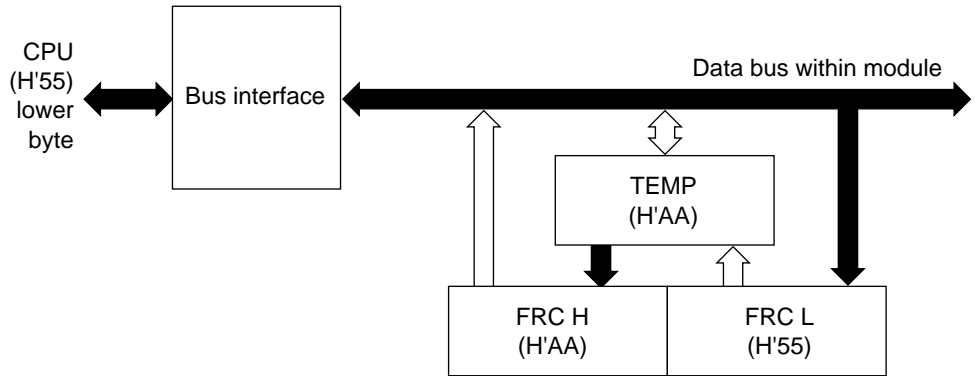 CPU
(H'55)
lower
byte
Bus interface
Data bus within module
TEMP
(H'AA)
FRC H
(H'AA)
FRC L
(H'55)